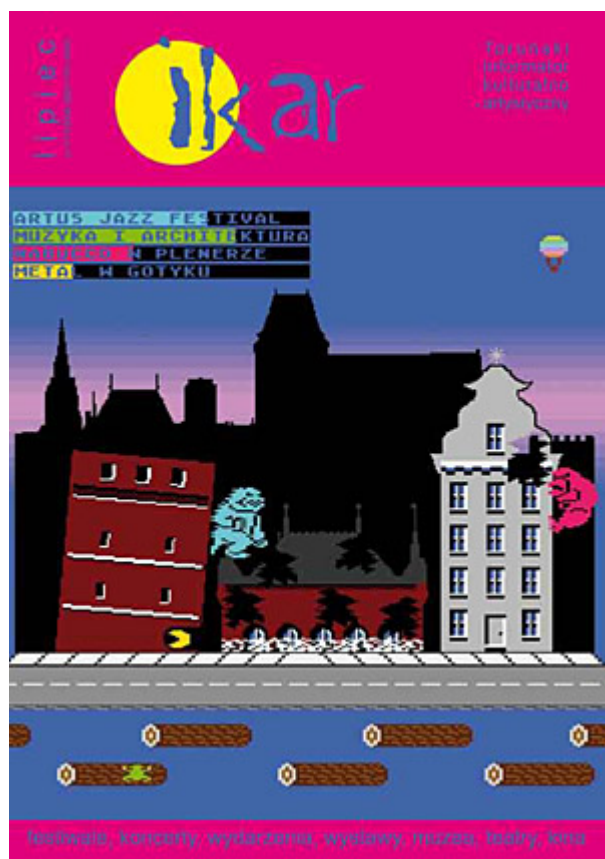 lipiec
ikar
Toruński
informator
kulturalno
-artystyczny
ARTUS JAZZ FESTIVAL
MUZYKA I ARCHITEKTURA
W PLENERZE
METAL W GOTYKU
festiwale, koncerty, wydarzenia, wystawy, muzea, teatry, kina